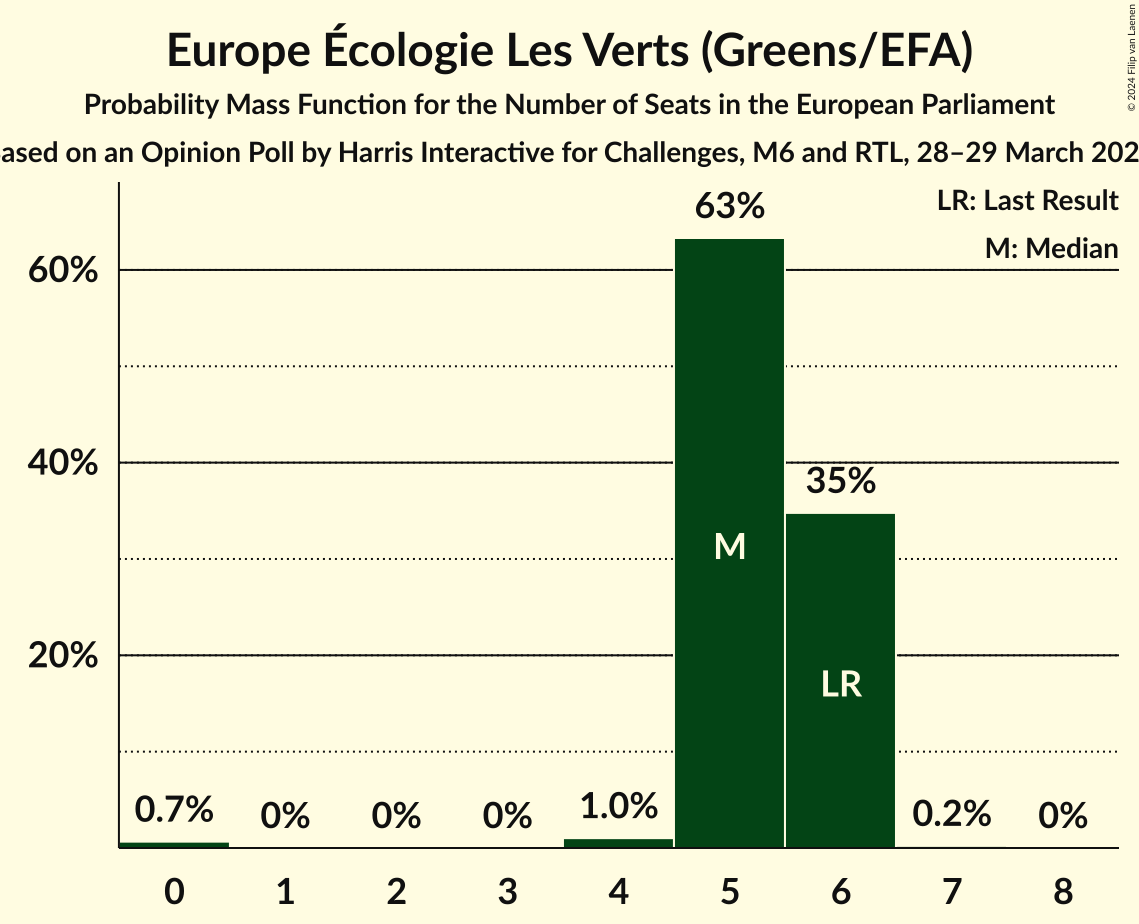 Europe Écologie Les Verts (Greens/EFA)
Probability Mass Function for the Number of Seats in the European Parliament
ased on an Opinion Poll by Harris Interactive for Challenges, M6 and RTL, 28–29 March 202
© 2024 Filip van Laenen
LR: Last Result
M: Median
63%
60%
40%
35%
M
20%
LR
0.7%
0%
0%
0%
1.0%
0.2%
0%
0 1 2 3 4 5 6 7 8